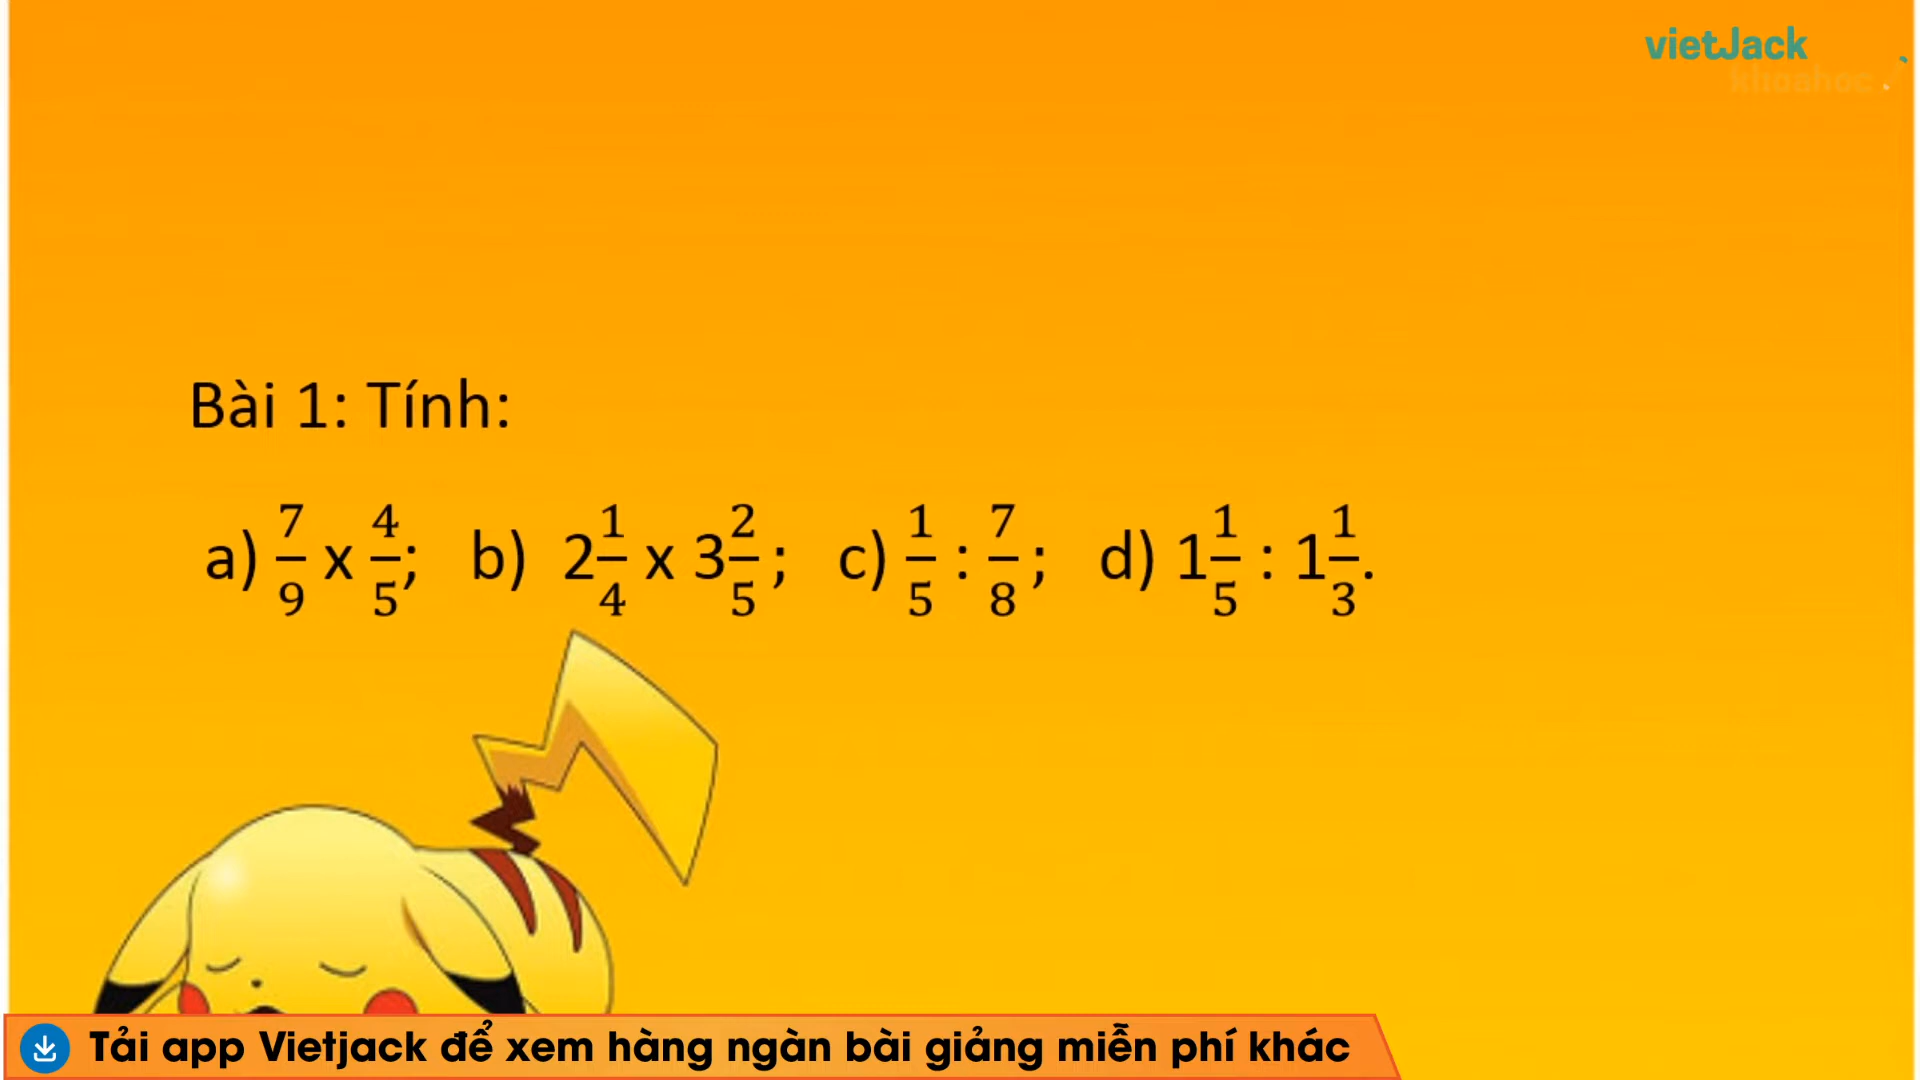 vietJack
khoahoc
Bài 1: Tính:
a) 7/9 x 4/5; b) 2 1/4 x 3 2/5 ; c) 1/5 : 7/8 ; d) 1 1/5 : 1 1/3.
Tải app Vietjack để xem hàng ngàn bài giảng miễn phí khác